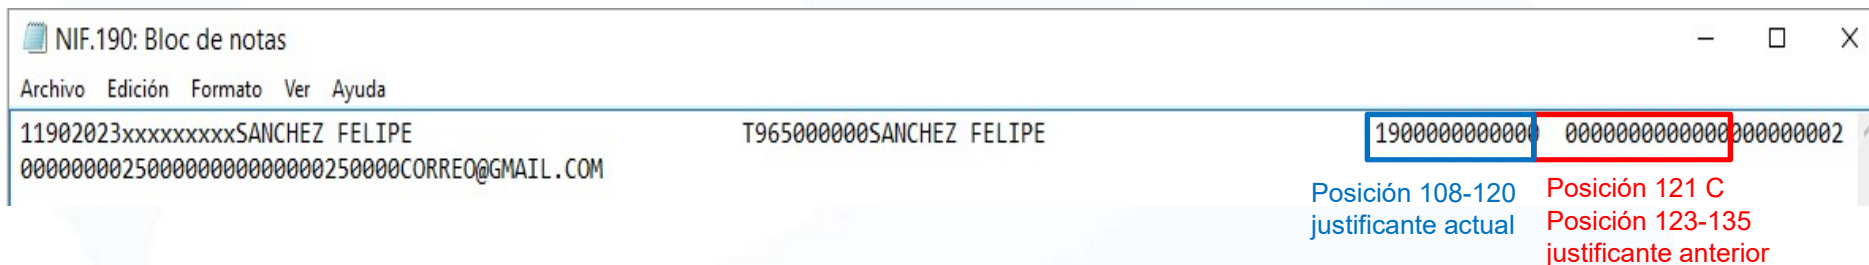 NIF.190: Bloc de notas
Archivo Edición Formato Ver Ayuda
11902023xxxxxxxxxSANCHEZ FELIPE T965000000SANCHEZ FELIPE 1900000000000 0000000000000000000002
000000002500000000000000250000CORREO@GMAIL.COM
Posición 108-120
justificante actual
Posición 121 C
Posición 123-135
justificante anterior